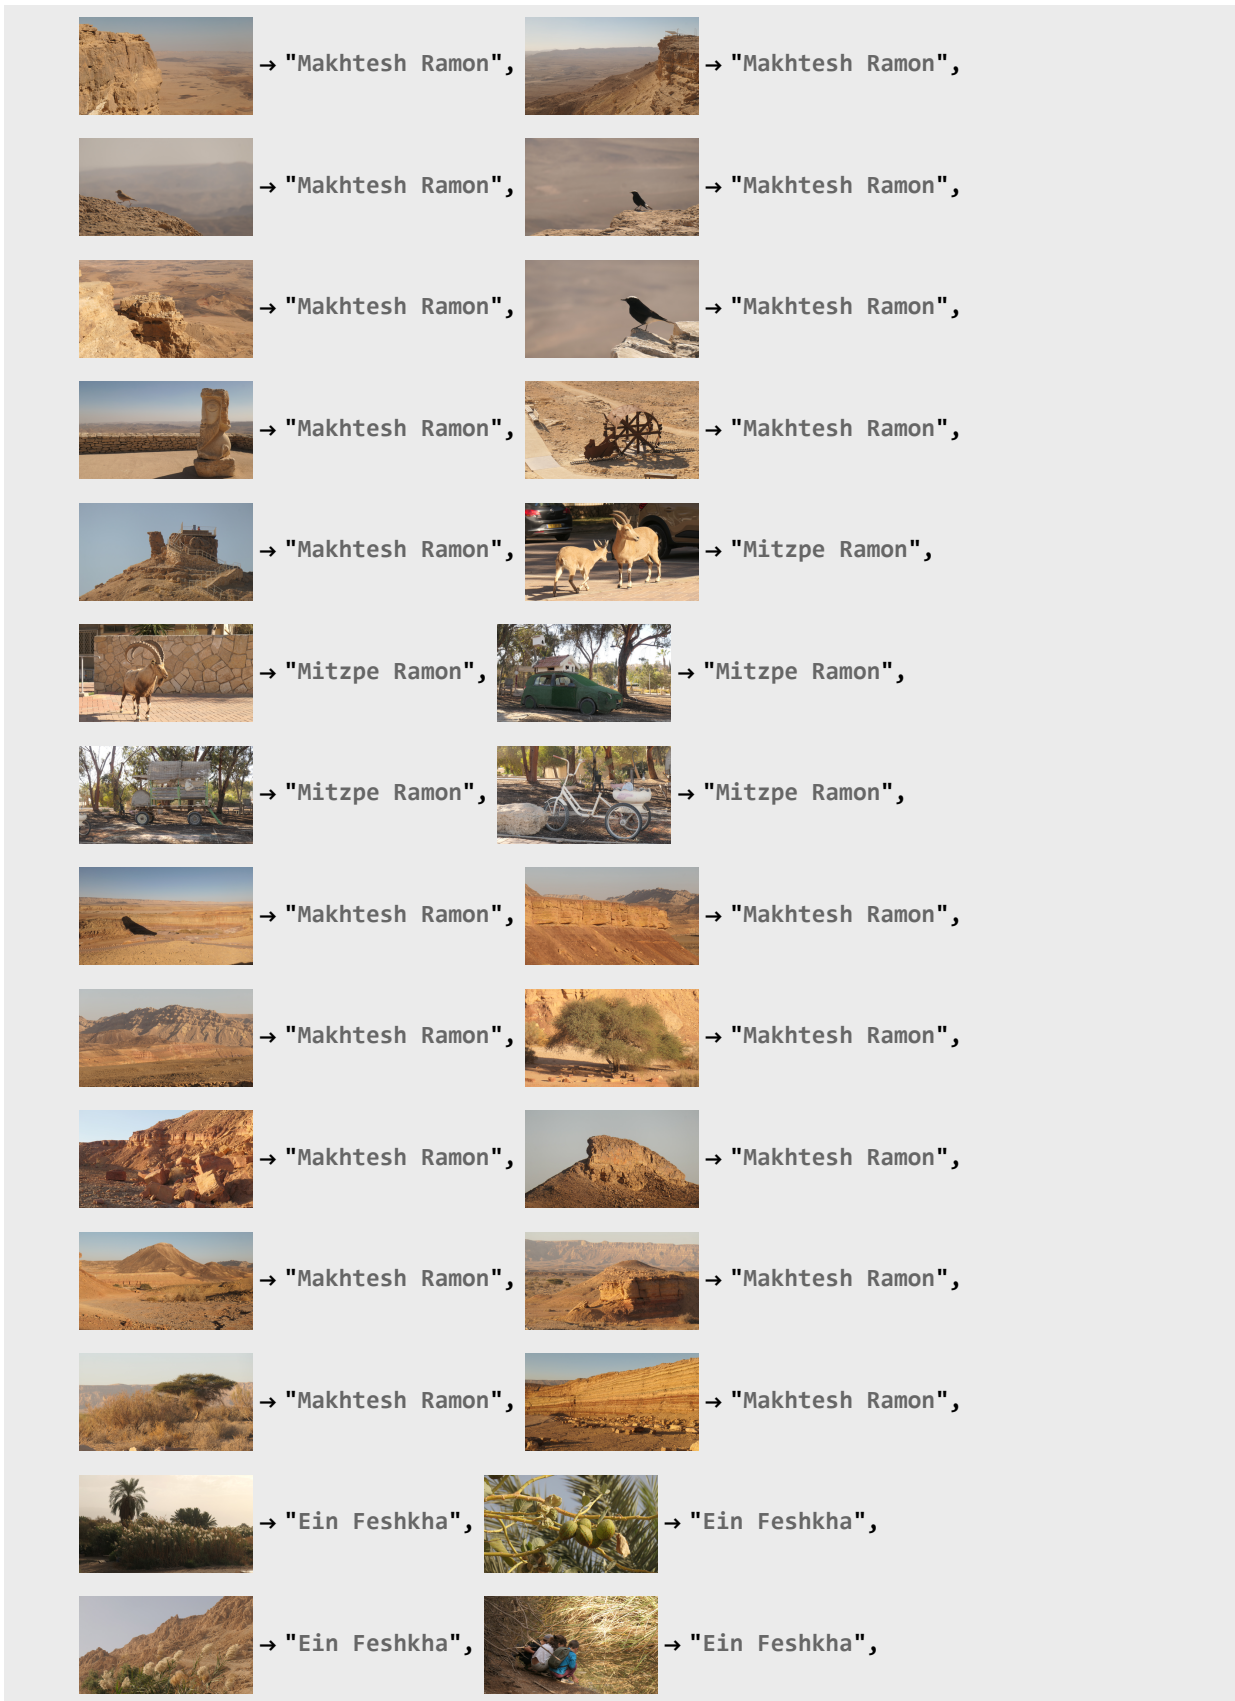 → "Makhtesh Ramon", → "Makhtesh Ramon",
→ "Makhtesh Ramon", → "Makhtesh Ramon",
→ "Makhtesh Ramon", → "Makhtesh Ramon",
→ "Makhtesh Ramon", → "Makhtesh Ramon",
→ "Makhtesh Ramon", → "Mitzpe Ramon",
→ "Mitzpe Ramon", → "Mitzpe Ramon",
→ "Mitzpe Ramon", → "Mitzpe Ramon",
→ "Makhtesh Ramon", → "Makhtesh Ramon",
→ "Makhtesh Ramon", → "Makhtesh Ramon",
→ "Makhtesh Ramon", → "Makhtesh Ramon",
→ "Makhtesh Ramon", → "Makhtesh Ramon",
→ "Makhtesh Ramon", → "Makhtesh Ramon",
→ "Ein Feshkha", → "Ein Feshkha",
→ "Ein Feshkha", → "Ein Feshkha",